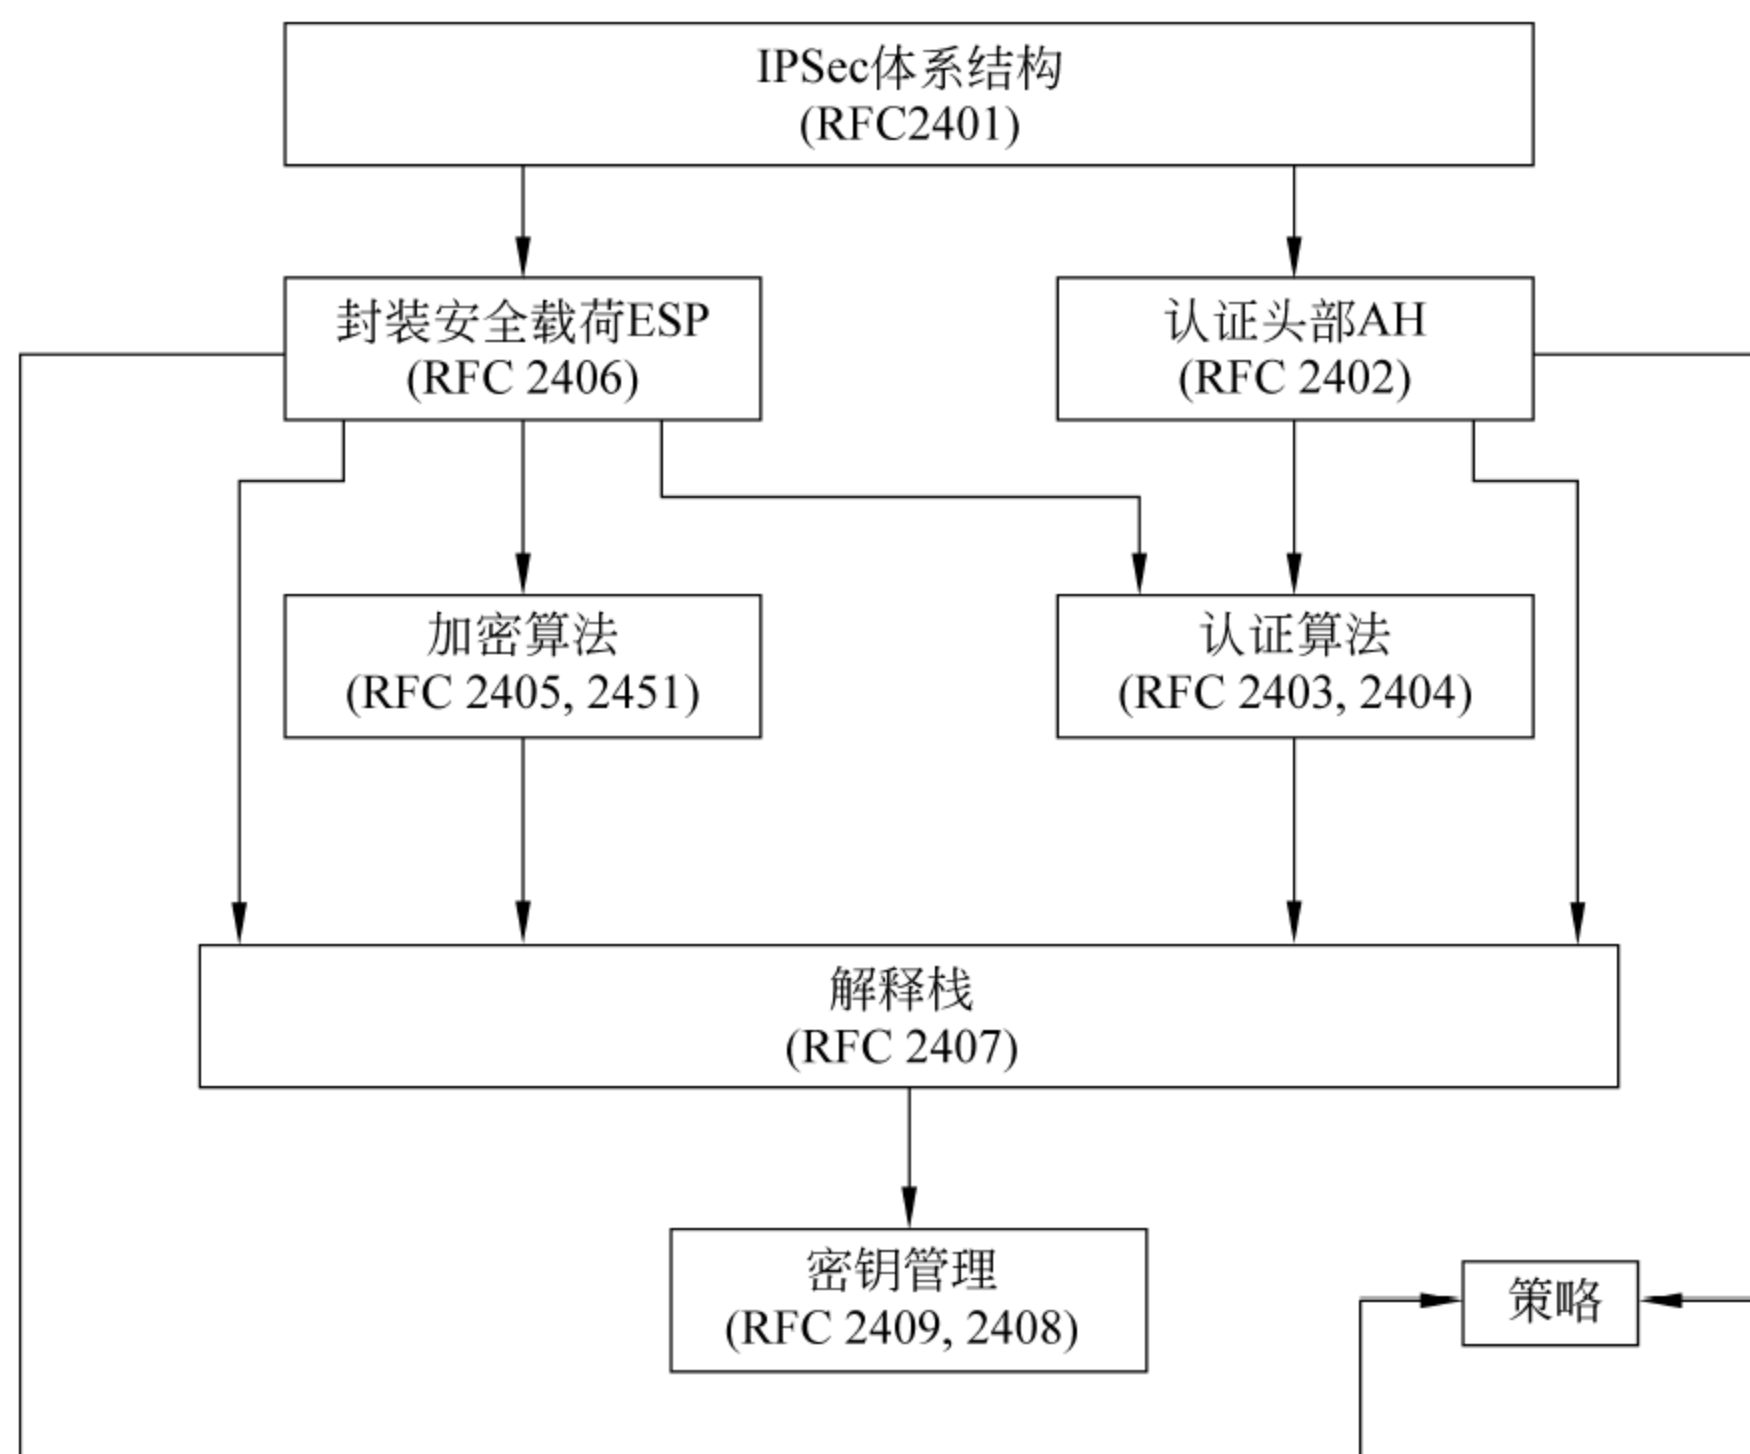 IPSec体系结构
(RFC2401)
封装安全载荷ESP
(RFC 2406)
认证头部AH
(RFC 2402)
加密算法
(RFC 2405, 2451)
认证算法
(RFC 2403, 2404)
解释栈
(RFC 2407)
密钥管理
(RFC 2409, 2408)
策略